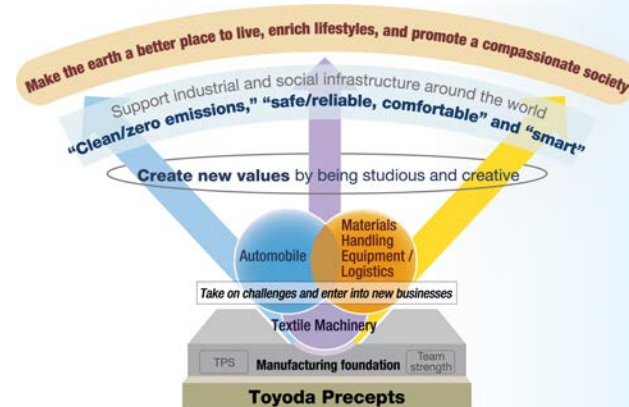 Make the earth a better place to live, enrich lifestyles, and promote a compassionate society
Support industrial and social infrastructure around the world
“Clean/zero emissions,” “safe/reliable, comfortable” and “smart”
Create new values by being studious and creative
Automobile
Materials
Handling
Equipment /
Logistics
Take on challenges and enter into new businesses
Textile Machinery
TPS
Manufacturing foundation
Team
strength
Toyoda Precepts